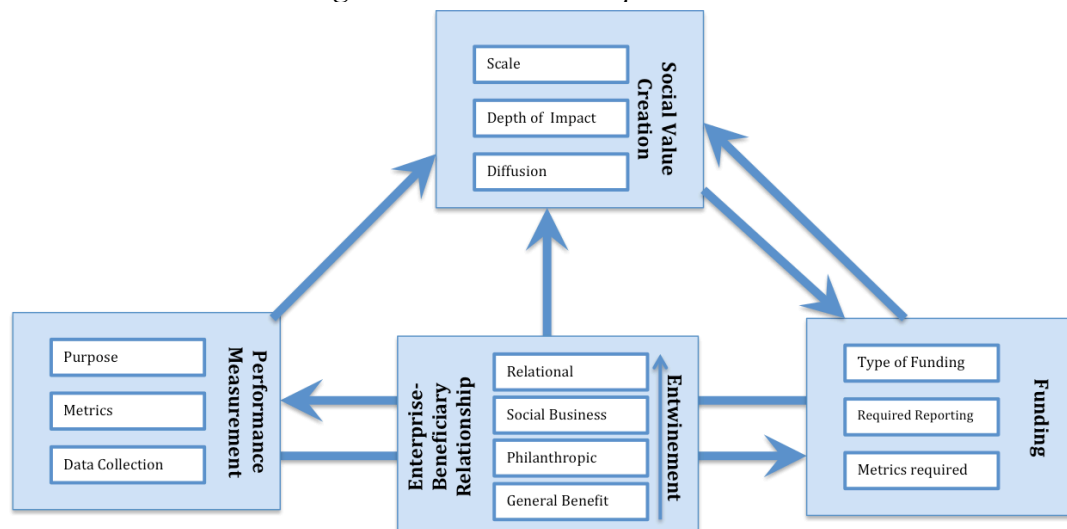 Scale
Depth of  Impact
Diffusion
Social Value
Creation
Purpose
Metrics
Data Collection
Performance
Measurement
Enterprise-
Beneficiary
Relationship
Relational
Social Business
Philanthropic
General Benefit
Entwinement
Type of Funding
Required Reporting
Metrics required
Funding